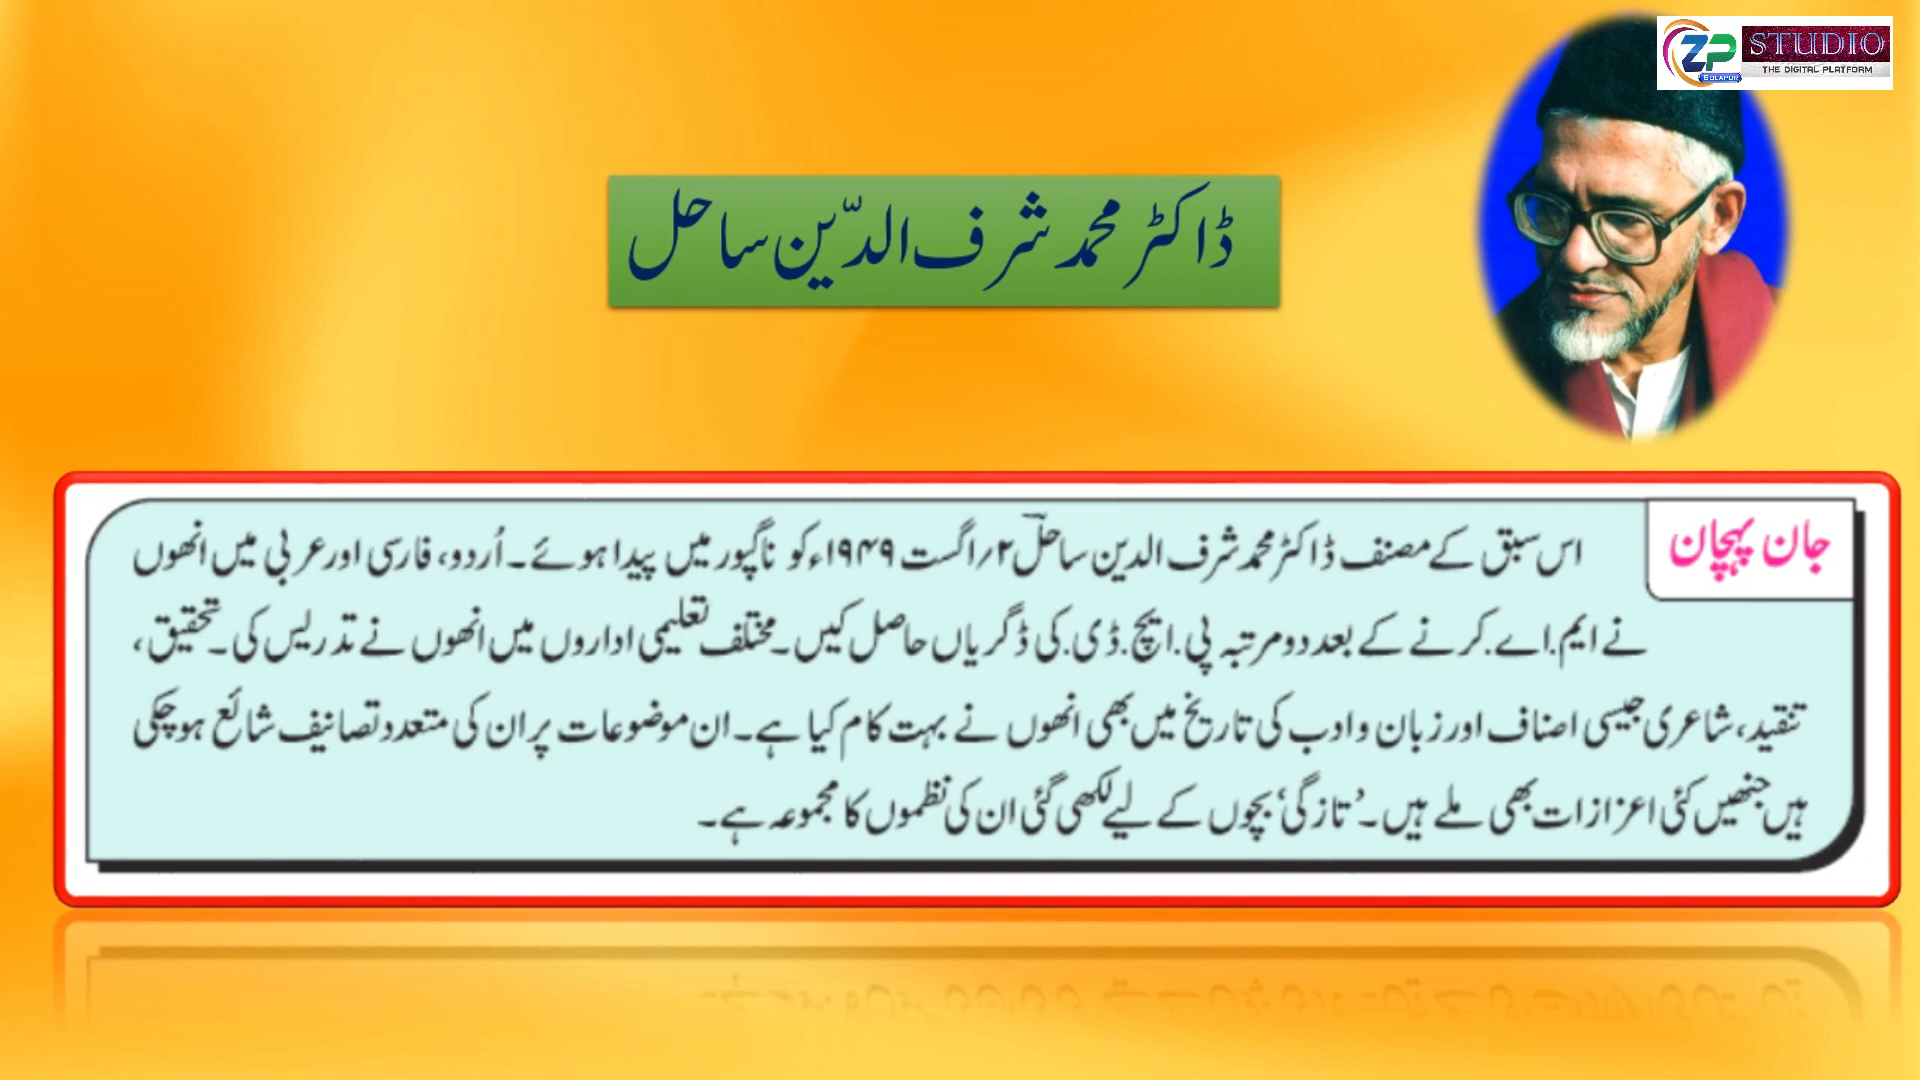 ZP
SOLAPUR
STUDIO
THE DIGITAL PLATFORM
ڈاکٹر محمد شرف الدّین ساحل
جان پہچان
اس سبق کے مصنف ڈاکٹر محمد شرف الدین ساحلؔ ۲؍اگست ۱۹۴۹ء کو ناگپور میں پیدا ہوئے۔ اُردو، فارسی اور عربی میں انھوں
نے ایم.اے.کرنے کے بعد دو مرتبہ پی.ایچ.ڈی.کی ڈگریاں حاصل کیں۔ مختلف تعلیمی اداروں میں انھوں نے تدریس کی۔ تحقیق،
تنقید، شاعری جیسی اصناف اور زبان و ادب کی تاریخ میں بھی انھوں نے بہت کام کیا ہے۔ ان موضوعات پر ان کی متعدد تصانیف شائع ہو چکی
ہیں جنھیں کئی اعزازات بھی ملے ہیں۔ ’تازگی‘ بچوں کے لیے لکھی گئی ان کی نظموں کا مجموعہ ہے۔